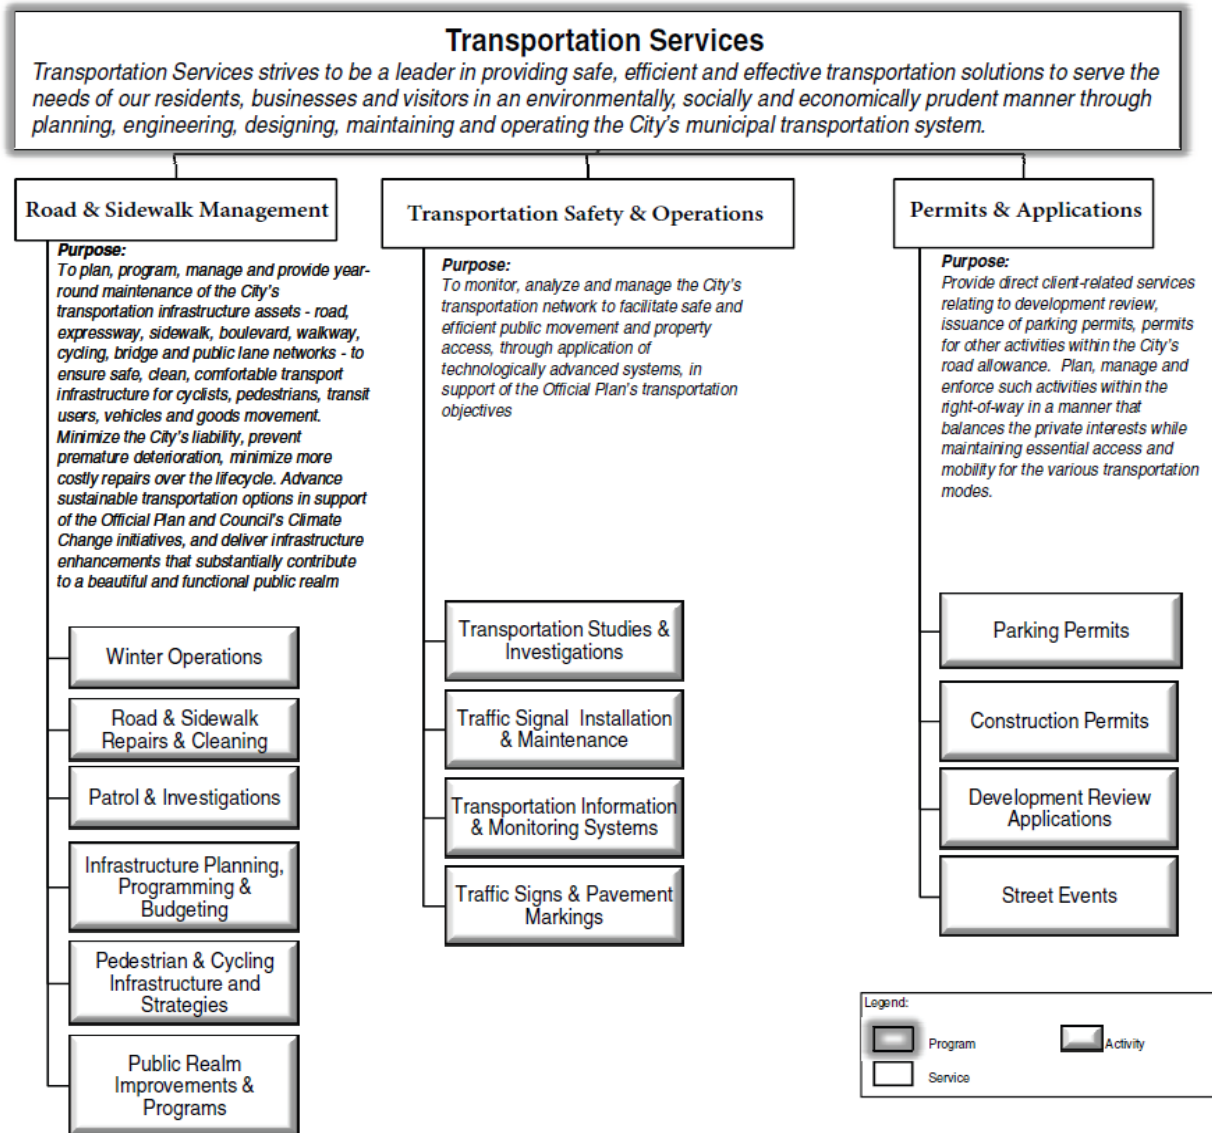 Transportation Services
Transportation Services strives to be a leader in providing safe, efficient and effective transportation solutions to serve the
needs of our residents, businesses and visitors in an environmentally, socially and economically prudent manner through
planning, engineering, designing, maintaining and operating the City's municipal transportation system.
Road & Sidewalk Management
Purpose:
To plan, program, manage and provide year-
round maintenance of the City's
transportation infrastructure assets - road,
expressway, sidewalk, boulevard, walkway,
cycling, bridge and public lane networks - to
ensure safe, clean, comfortable transport
infrastructure for cyclists, pedestrians, transit
users, vehicles and goods movement.
Minimize the City's liability, prevent
premature deterioration, minimize more
costly repairs over the lifecycle. Advance
sustainable transportation options in support
of the Official Plan and Council's Climate
Change initiatives, and deliver infrastructure
enhancements that substantially contribute
to a beautiful and functional public realm
Winter Operations
Road & Sidewalk
Repairs & Cleaning
Patrol & Investigations
Infrastructure Planning,
Programming &
Budgeting
Pedestrian & Cycling
Infrastructure and
Strategies
Public Realm
Improvements &
Programs
Transportation Safety & Operations
Purpose:
To monitor, analyze and manage the City's
transportation network to facilitate safe and
efficient public movement and property
access, through application of
technologically advanced systems, in
support of the Official Plan's transportation
objectives
Transportation Studies &
Investigations
Traffic Signal Installation
& Maintenance
Transportation Information
& Monitoring Systems
Traffic Signs & Pavement
Markings
Permits & Applications
Purpose:
Provide direct client-related services
relating to development review,
issuance of parking permits, permits
for other activities within the City's
road allowance. Plan, manage and
enforce such activities within the
right-of-way in a manner that
balances the private interests while
maintaining essential access and
mobility for the various transportation
modes.
Parking Permits
Construction Permits
Development Review
Applications
Street Events
Legend:
Program
Activity
Service